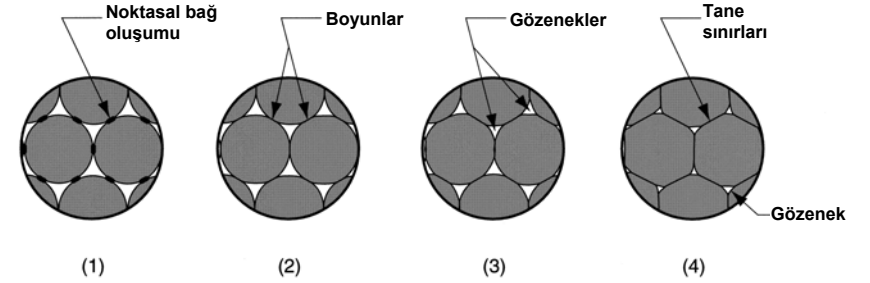 Noktasal bağ
oluşumu
Boyunlar
Gözenekler
Tane
sınırları
Gözenek
(1)
(2)
(3)
(4)